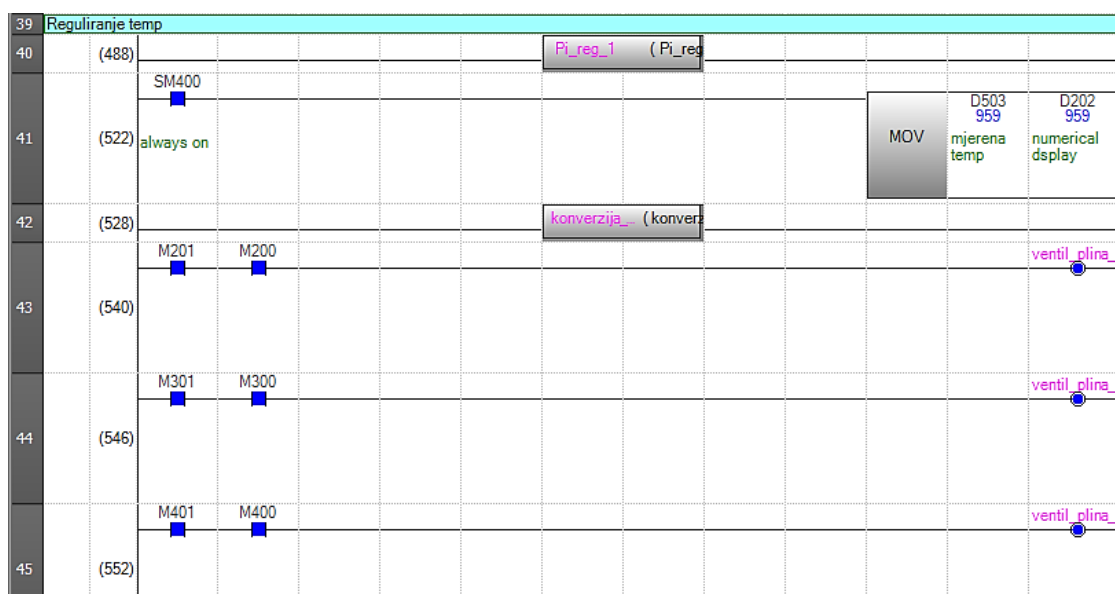 39 Reguliranje temp
40 (488) Pi_reg_1 ( Pi_reg
SM400
D503 D202
959 959
41 (522) always on MOV mjerena temp numerical dsplay
42 (528) konverzija_... ( konverz
M201 M200 ventil_plina_
43 (540)
M301 M300 ventil_plina_
44 (546)
M401 M400 ventil_plina_
45 (552)